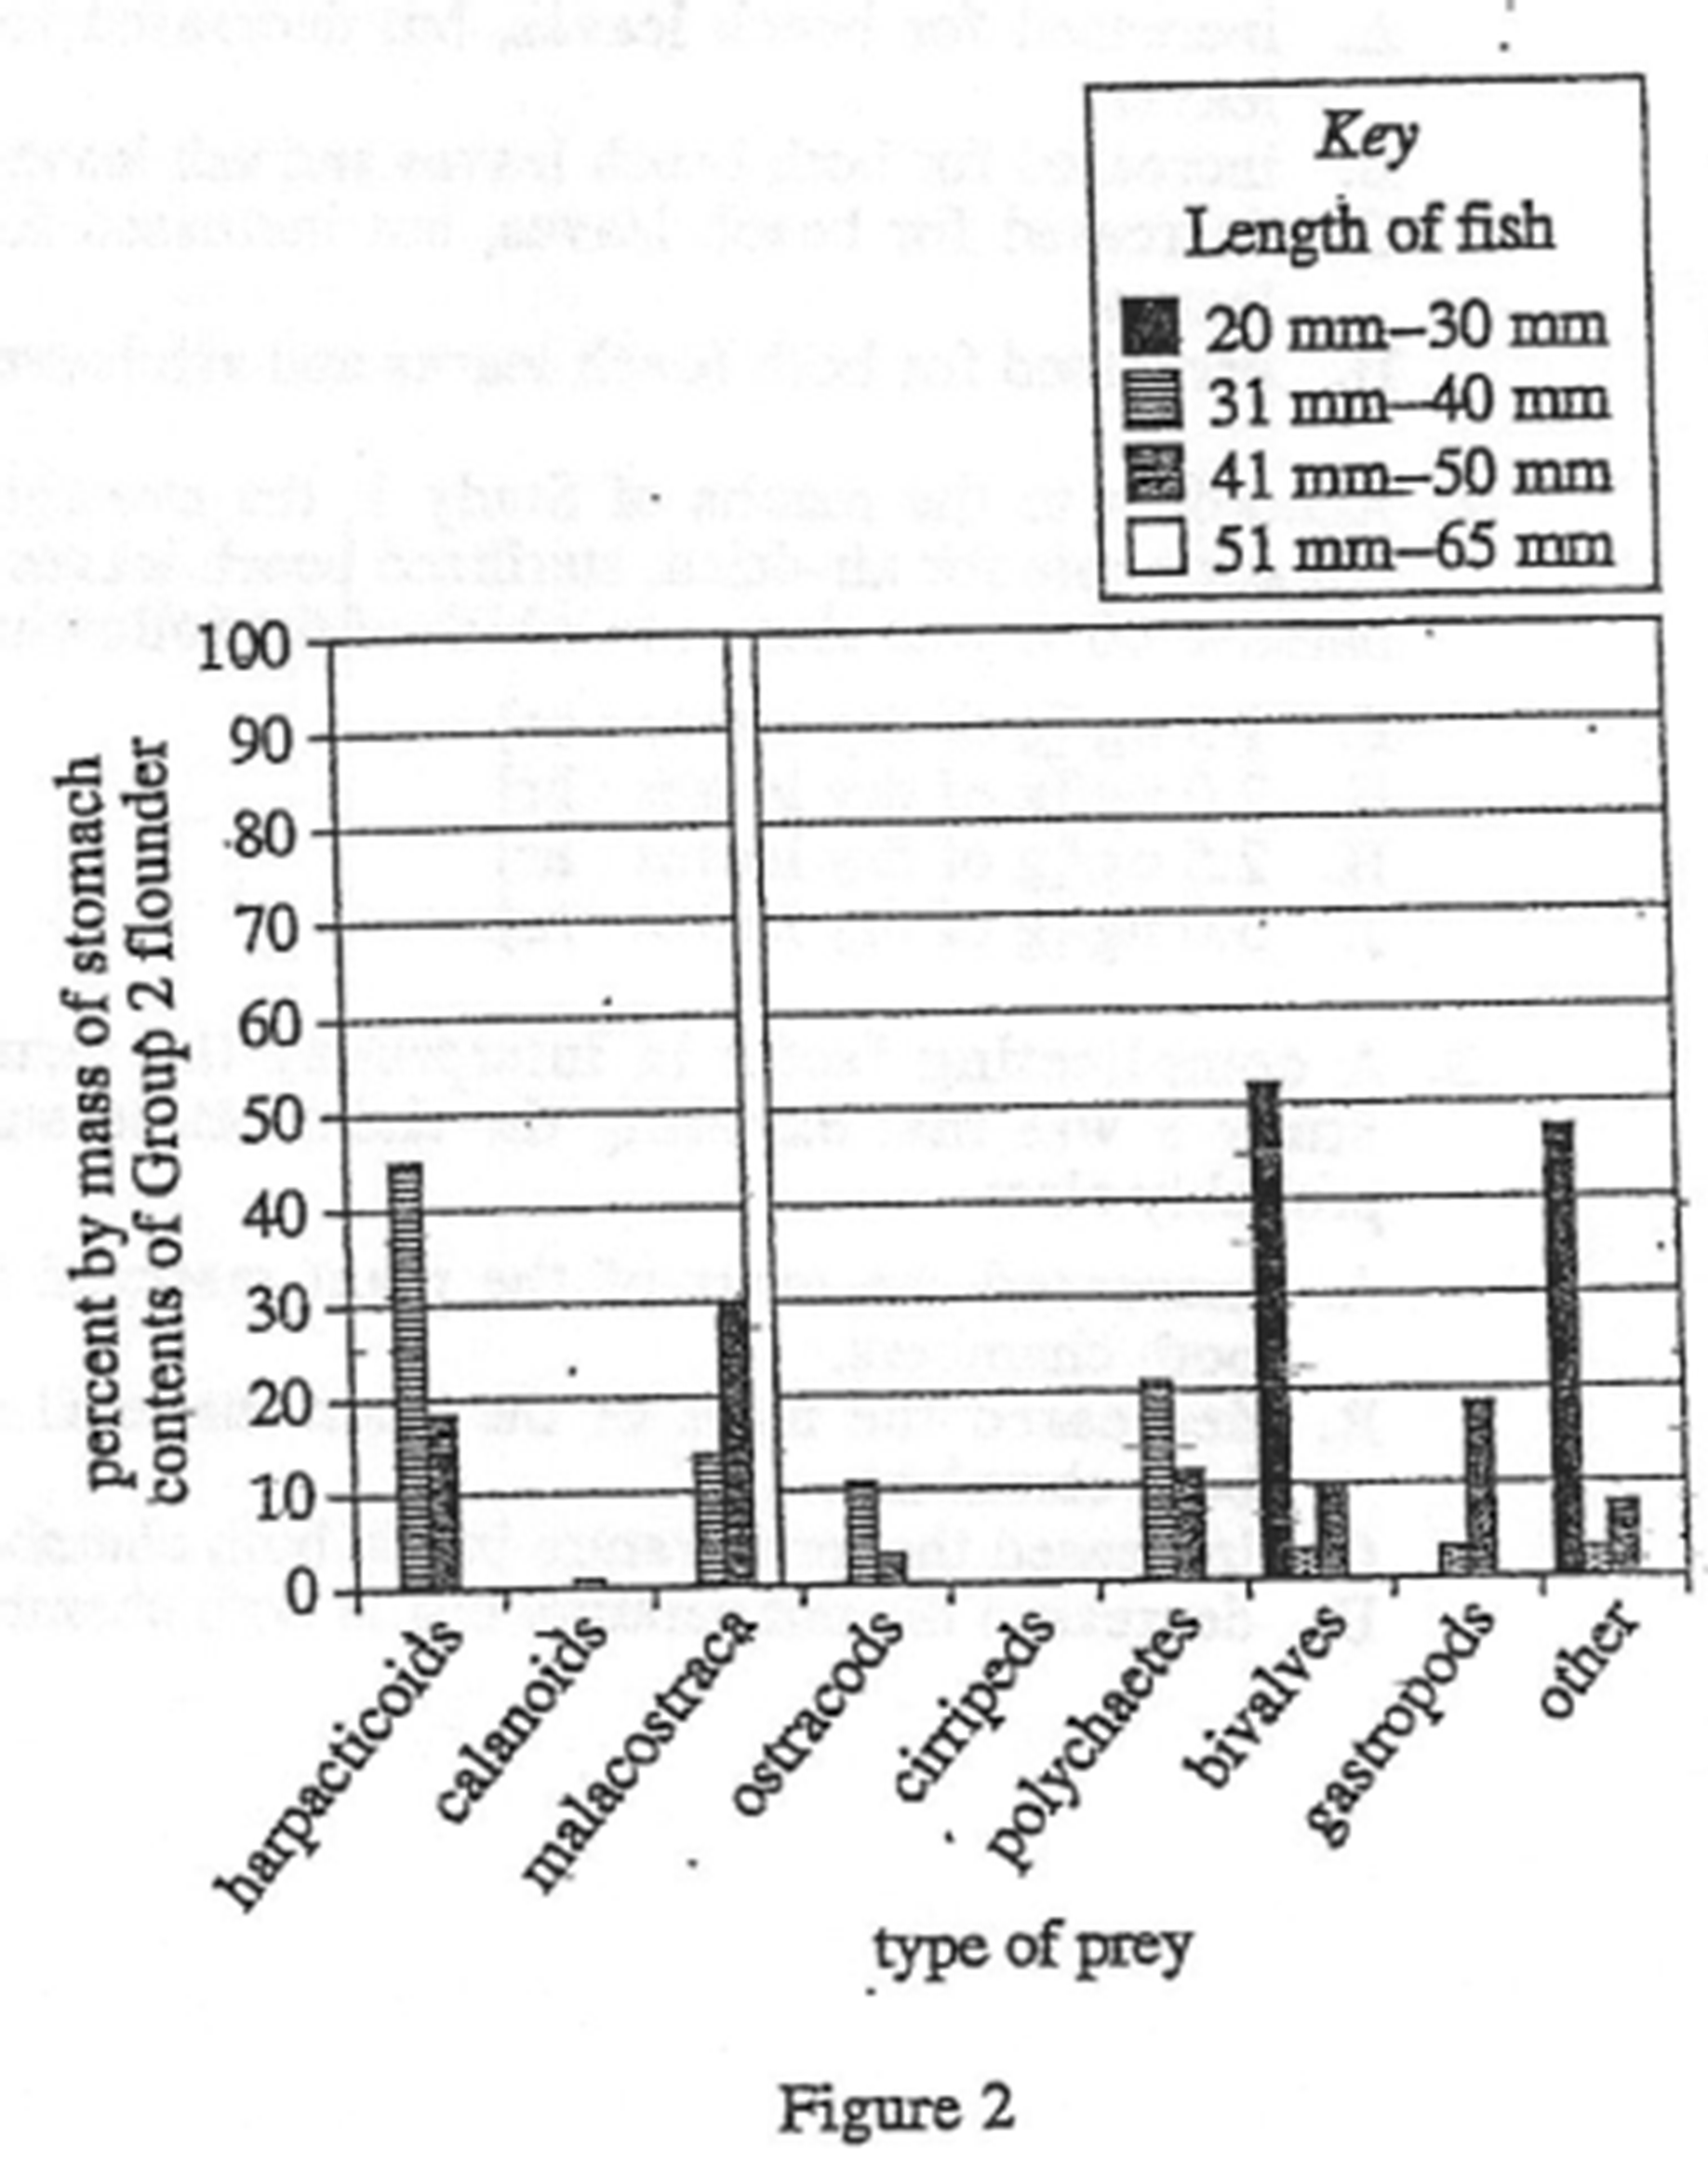 Key
Length of fish
20 mm–30 mm
31 mm–40 mm
41 mm–50 mm
51 mm–65 mm
100
90
80
70
60
50
40
30
20
10
0
percent by mass of stomach
contents of Group 2 flounder
harpacticoids
calanoids
malacostraca
ostracods
cirripeds
polychaetes
bivalves
gastropods
other
type of prey
Figure 2